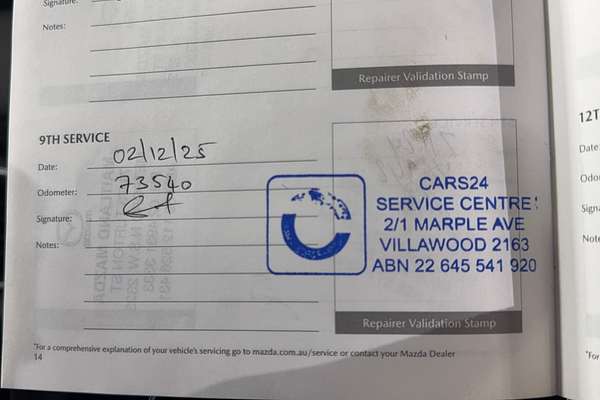 Signature:
Notes:
Repairer Validation Stamp
9TH SERVICE
Date: 02/12/25
Odometer: 73540
Signature:
Notes:
CARS24
SERVICE CENTRE
2/1 MARPLE AVE
VILLAWOOD 2163
ABN 22 645 541 920
Repairer Validation Stamp
*For a comprehensive explanation of your vehicle's servicing go to mazda.com.au/service or contact your Mazda Dealer
14
12T
Date
Odo
Sign
Note
*For